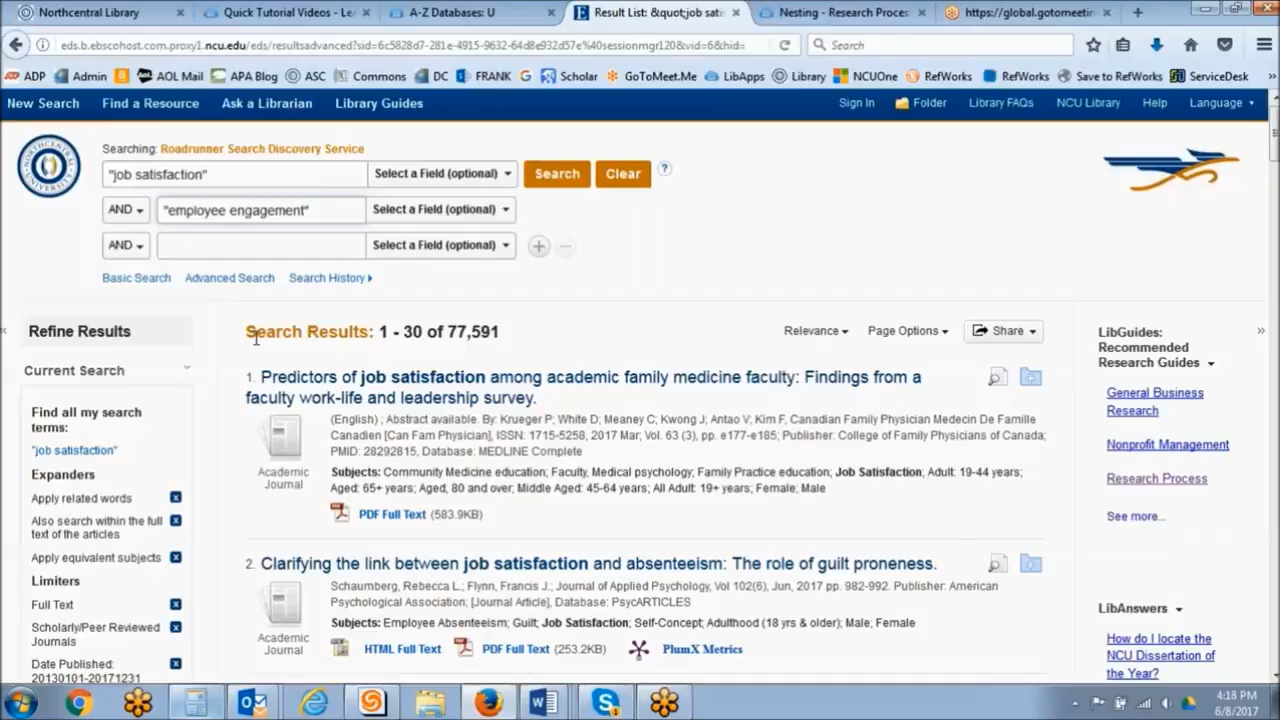 Northcentral Library
Quick Tutorial Videos - Le
A-Z Databases: U
Result List: &quot;job sati
Nesting - Research Proces
https://global.gotomeetin
eds.b.ebscohost.com.proxy1.ncu.edu/eds/resultsadvanced?sid=6c5828d7-281e-4915-9632-64d8e932d57e%40sessionmgr120&vid=6&hid=
Search
ADP Admin AOL Mail APA Blog ASC Commons DC FRANK Scholar GoToMeet.Me LibApps Library NCUOne RefWorks RefWorks Save to RefWorks ServiceDesk
New Search Find a Resource Ask a Librarian Library Guides Sign In Folder Library FAQs NCU Library Help Language
Searching: Roadrunner Search Discovery Service
"job satisfaction" Select a Field (optional) Search Clear ?
AND "employee engagement" Select a Field (optional)
AND Select a Field (optional) + −
Basic Search Advanced Search Search History
Refine Results
Current Search
Find all my search terms:
"job satisfaction"
Expanders
Apply related words
Also search within the full
text of the articles
Apply equivalent subjects
Limiters
Full Text
Scholarly/Peer Reviewed
Journals
Date Published:
20130101-20171231
Search Results: 1 - 30 of 77,591
Relevance Page Options Share
1. Predictors of job satisfaction among academic family medicine faculty: Findings from a
faculty work-life and leadership survey.
(English) ; Abstract available. By: Krueger P; White D; Meaney C; Kwong J; Antao V; Kim F, Canadian Family Physician Medecin De Famille
Canadien [Can Fam Physician], ISSN: 1715-5258, 2017 Mar; Vol. 63 (3), pp. e177-e185; Publisher: College of Family Physicians of Canada;
PMID: 28292815, Database: MEDLINE Complete
Academic
Journal
Subjects: Community Medicine education; Faculty, Medical psychology; Family Practice education; Job Satisfaction; Adult: 19-44 years;
Aged: 65+ years; Aged, 80 and over; Middle Aged: 45-64 years; All Adult: 19+ years; Female; Male
PDF Full Text (583.9KB)
2. Clarifying the link between job satisfaction and absenteeism: The role of guilt proneness.
Schaumberg, Rebecca L.; Flynn, Francis J.; Journal of Applied Psychology, Vol 102(6), Jun, 2017 pp. 982-992. Publisher: American
Psychological Association; [Journal Article], Database: PsycARTICLES
Academic
Journal
Subjects: Employee Absenteeism; Guilt; Job Satisfaction; Self-Concept; Adulthood (18 yrs & older); Male; Female
HTML Full Text PDF Full Text (253.2KB) PlumX Metrics
LibGuides:
Recommended
Research Guides
General Business
Research
Nonprofit Management
Research Process
See more...
LibAnswers
How do I locate the
NCU Dissertation of
the Year?
4:18 PM
6/8/2017